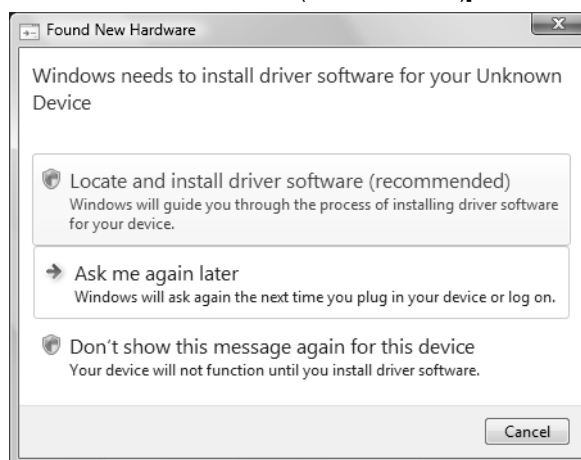 Found New Hardware
Windows needs to install driver software for your Unknown
Device
Locate and install driver software (recommended)
Windows will guide you through the process of installing driver software
for your device.
Ask me again later
Windows will ask again the next time you plug in your device or log on.
Don't show this message again for this device
Your device will not function until you install driver software.
Cancel